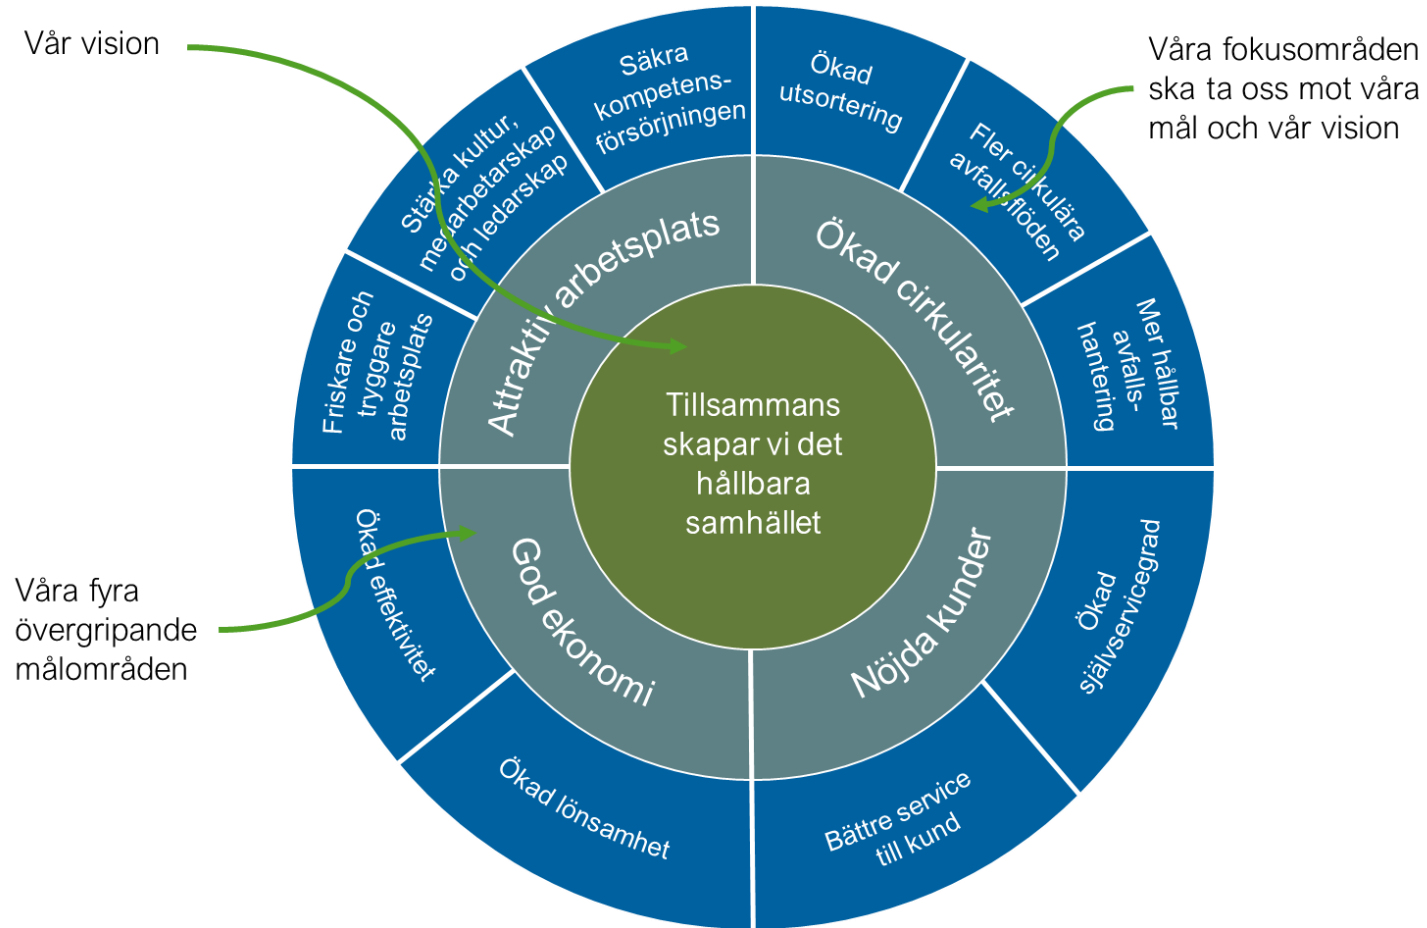 Vår vision
Våra fokusområden
ska ta oss mot våra
mål och vår vision
Våra fyra
övergripande
målområden
Tillsammans
skapar vi det
hållbara
samhället
Attraktiv arbetsplats
Ökad cirkularitet
Nöjda kunder
God ekonomi
Säkra
kompetens-
försörjningen
Ökad
utsortering
Fler cirkulära
avfallsflöden
Mer hållbar
avfalls-
hantering
Ökad
självservicegrad
Bättre service
till kund
Ökad lönsamhet
Ökad effektivitet
Friskare och
tryggare
arbetsplats
Stärka kultur,
medarbetarskap
och ledarskap